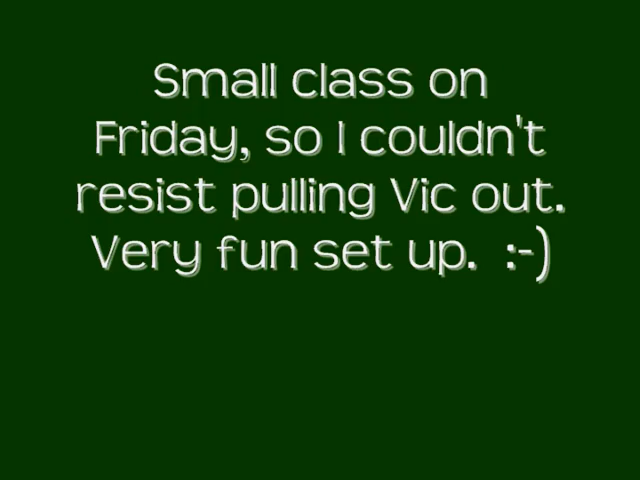 Small class on
Friday, so I couldn't
resist pulling Vic out.
Very fun set up.  :-)